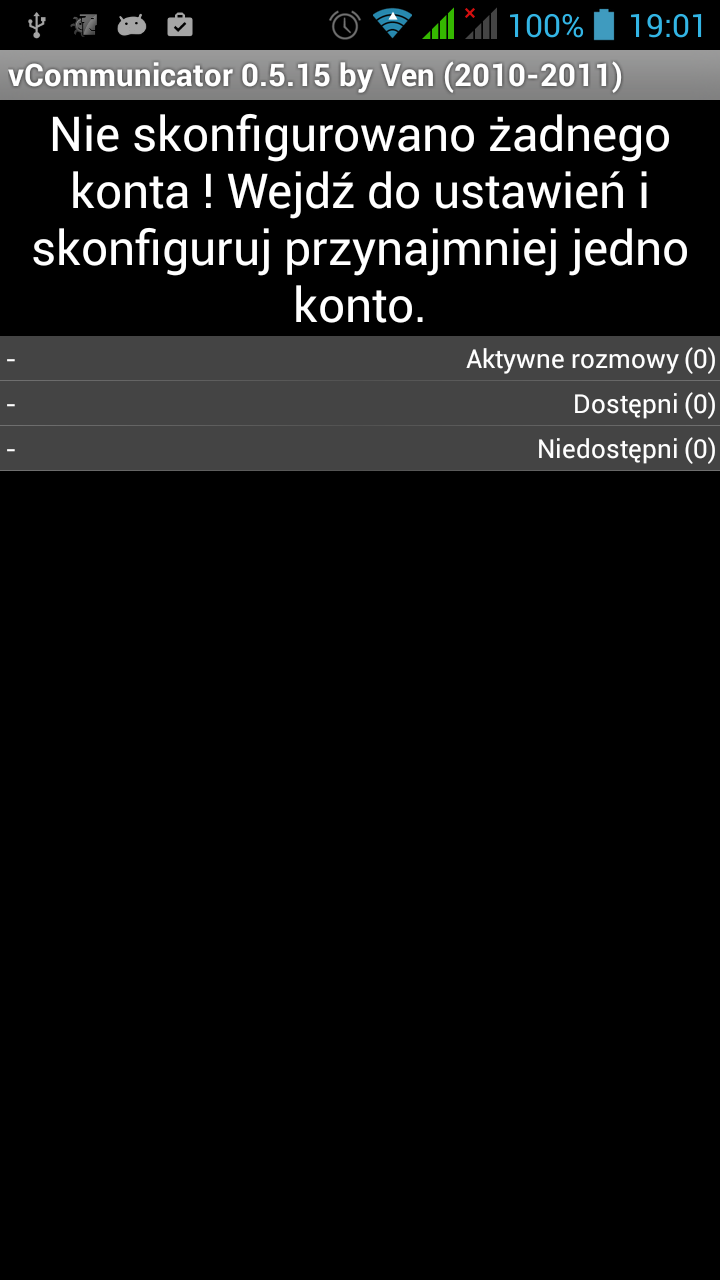 100% 19:01
vCommunicator 0.5.15 by Ven (2010-2011)
Nie skonfigurowano żadnego
konta ! Wejdź do ustawień i
skonfiguruj przynajmniej jedno
konto.
- Aktywne rozmowy (0)
- Dostępni (0)
- Niedostępni (0)